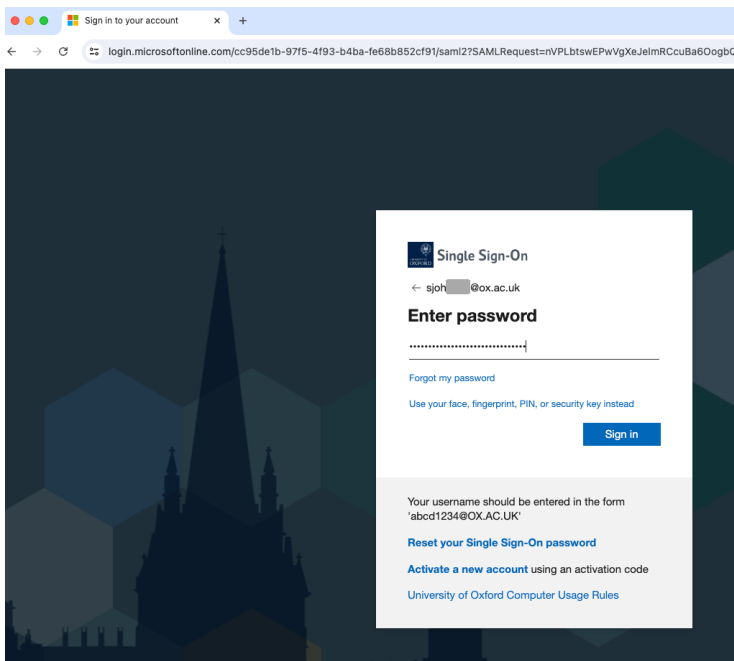 Sign in to your account
login.microsoftonline.com/cc95de1b-97f5-4f93-b4ba-fe68b852cf91/saml2?SAMLRequest=nVPLbtswEPwVgXeJelmRCcuBa6OogbQ
OXFORD Single Sign-On
sjoh @ox.ac.uk
Enter password
Forgot my password
Use your face, fingerprint, PIN, or security key instead
Sign in
Your username should be entered in the form
'abcd1234@OX.AC.UK'
Reset your Single Sign-On password
Activate a new account using an activation code
University of Oxford Computer Usage Rules